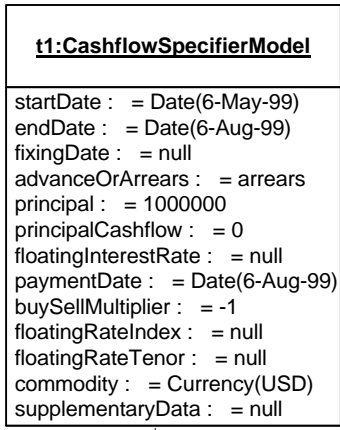 t1:CashflowSpecifierModel
startDate :   = Date(6-May-99)
endDate :   = Date(6-Aug-99)
fixingDate :   = null
advanceOrArrears :   = arrears
principal :   = 1000000
principalCashflow :   = 0
floatingInterestRate :   = null
paymentDate :   = Date(6-Aug-99)
buySellMultiplier :   = -1
floatingRateIndex :   = null
floatingRateTenor :   = null
commodity :   = Currency(USD)
supplementaryData :   = null